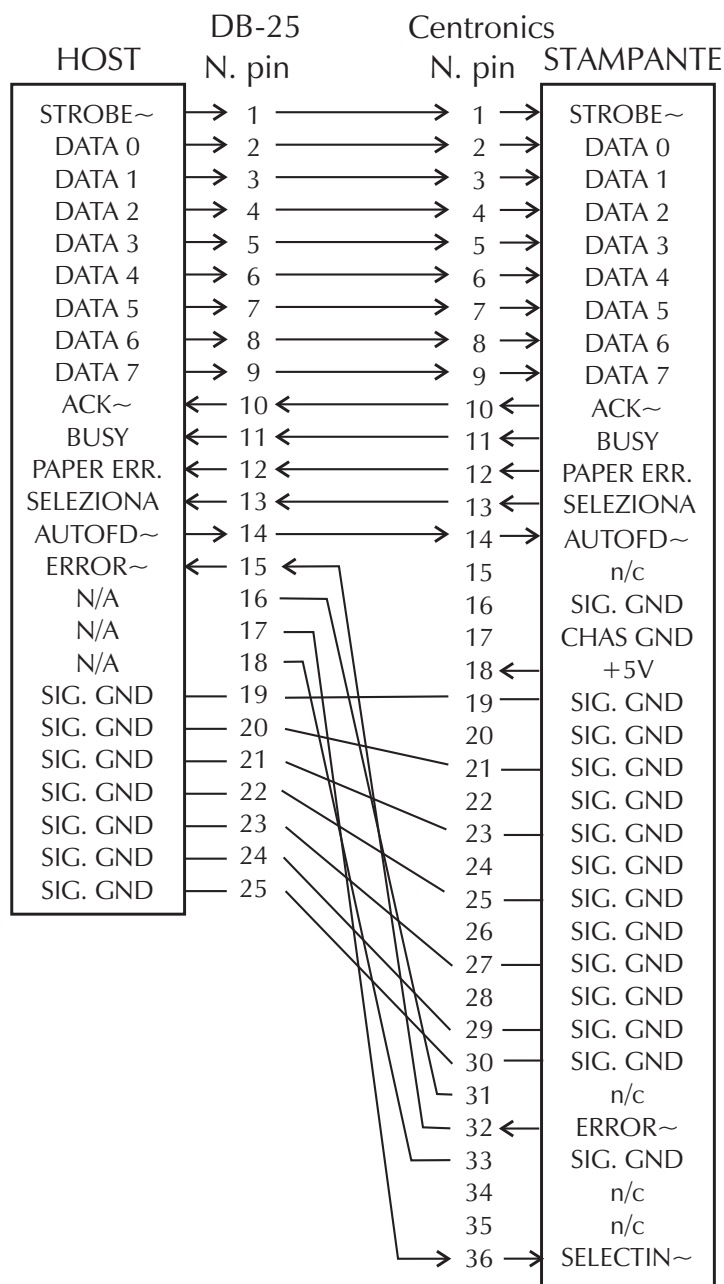 DB-25 Centronics
HOST N. pin N. pin STAMPANTE
STROBE~ 1 1 STROBE~
DATA 0 2 2 DATA 0
DATA 1 3 3 DATA 1
DATA 2 4 4 DATA 2
DATA 3 5 5 DATA 3
DATA 4 6 6 DATA 4
DATA 5 7 7 DATA 5
DATA 6 8 8 DATA 6
DATA 7 9 9 DATA 7
ACK~ 10 10 ACK~
BUSY 11 11 BUSY
PAPER ERR. 12 12 PAPER ERR.
SELEZIONA 13 13 SELEZIONA
AUTOFD~ 14 14 AUTOFD~
ERROR~ 15 15 n/c
N/A 16 16 SIG. GND
N/A 17 17 CHAS GND
N/A 18 18 +5V
SIG. GND 19 19 SIG. GND
SIG. GND 20 20 SIG. GND
SIG. GND 21 21 SIG. GND
SIG. GND 22 22 SIG. GND
SIG. GND 23 23 SIG. GND
SIG. GND 24 24 SIG. GND
SIG. GND 25 25 SIG. GND
26 SIG. GND
27 SIG. GND
28 SIG. GND
29 SIG. GND
30 SIG. GND
31 n/c
32 ERROR~
33 SIG. GND
34 n/c
35 n/c
36 SELECTIN~